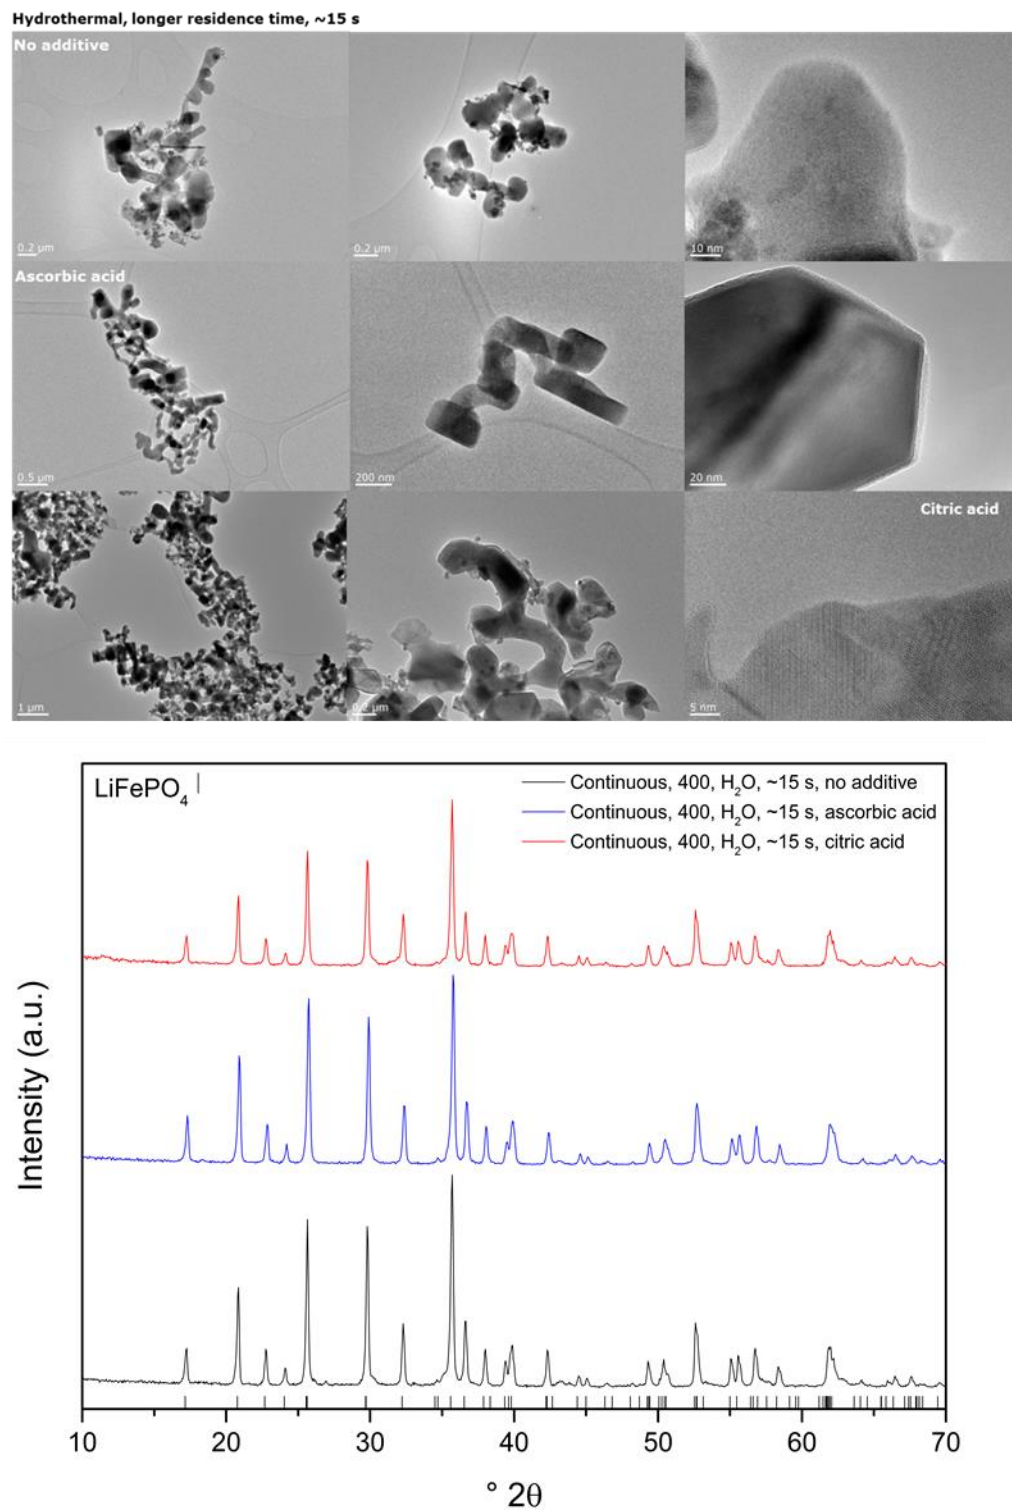 Hydrothermal, longer residence time, ~15 s
No additive
0.2 µm
0.2 µm
10 nm
Ascorbic acid
0.5 µm
200 nm
20 nm
Citric acid
1 µm
0.2 µm
5 nm
LiFePO₄ |
Continuous, 400, H₂O, ~15 s, no additive
Continuous, 400, H₂O, ~15 s, ascorbic acid
Continuous, 400, H₂O, ~15 s, citric acid
Intensity (a.u.)
10 20 30 40 50 60 70
° 2θ